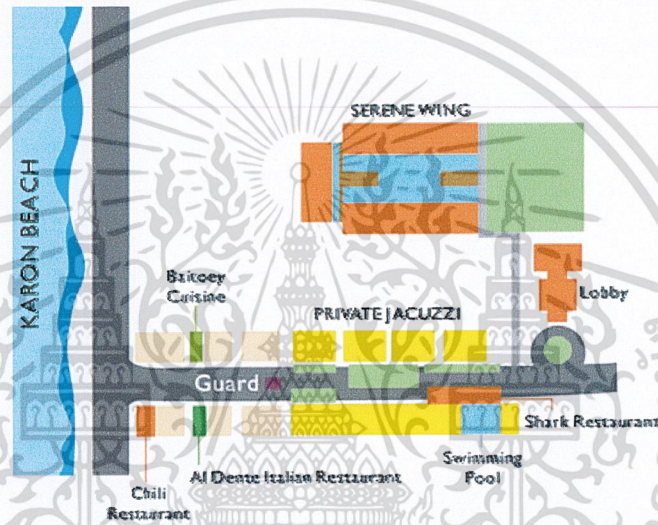 SERENE WING
KARON BEACH
Baitoey
Cuisine
Lobby
PRIVATE JACUZZI
Guard
Shark Restaurant
Al Dente Italian Restaurant
Swimming
Pool
Chili
Restaurant